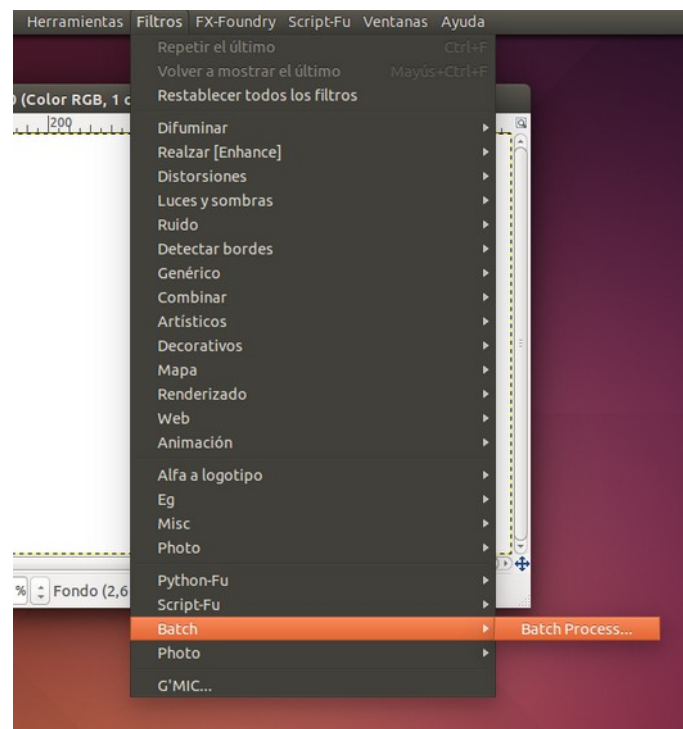 Herramientas Filtros FX-Foundry Script-Fu Ventanas Ayuda
Repetir el último Ctrl+F
Volver a mostrar el último Mayús+Ctrl+F
Restablecer todos los filtros
(Color RGB, 1 c
200
Difuminar
Realzar [Enhance]
Distorsiones
Luces y sombras
Ruido
Detectar bordes
Genérico
Combinar
Artísticos
Decorativos
Mapa
Renderizado
Web
Animación
Alfa a logotipo
Eg
Misc
Photo
Python-Fu
% Fondo (2,6
Script-Fu
Batch Batch Process...
Photo
G'MIC...